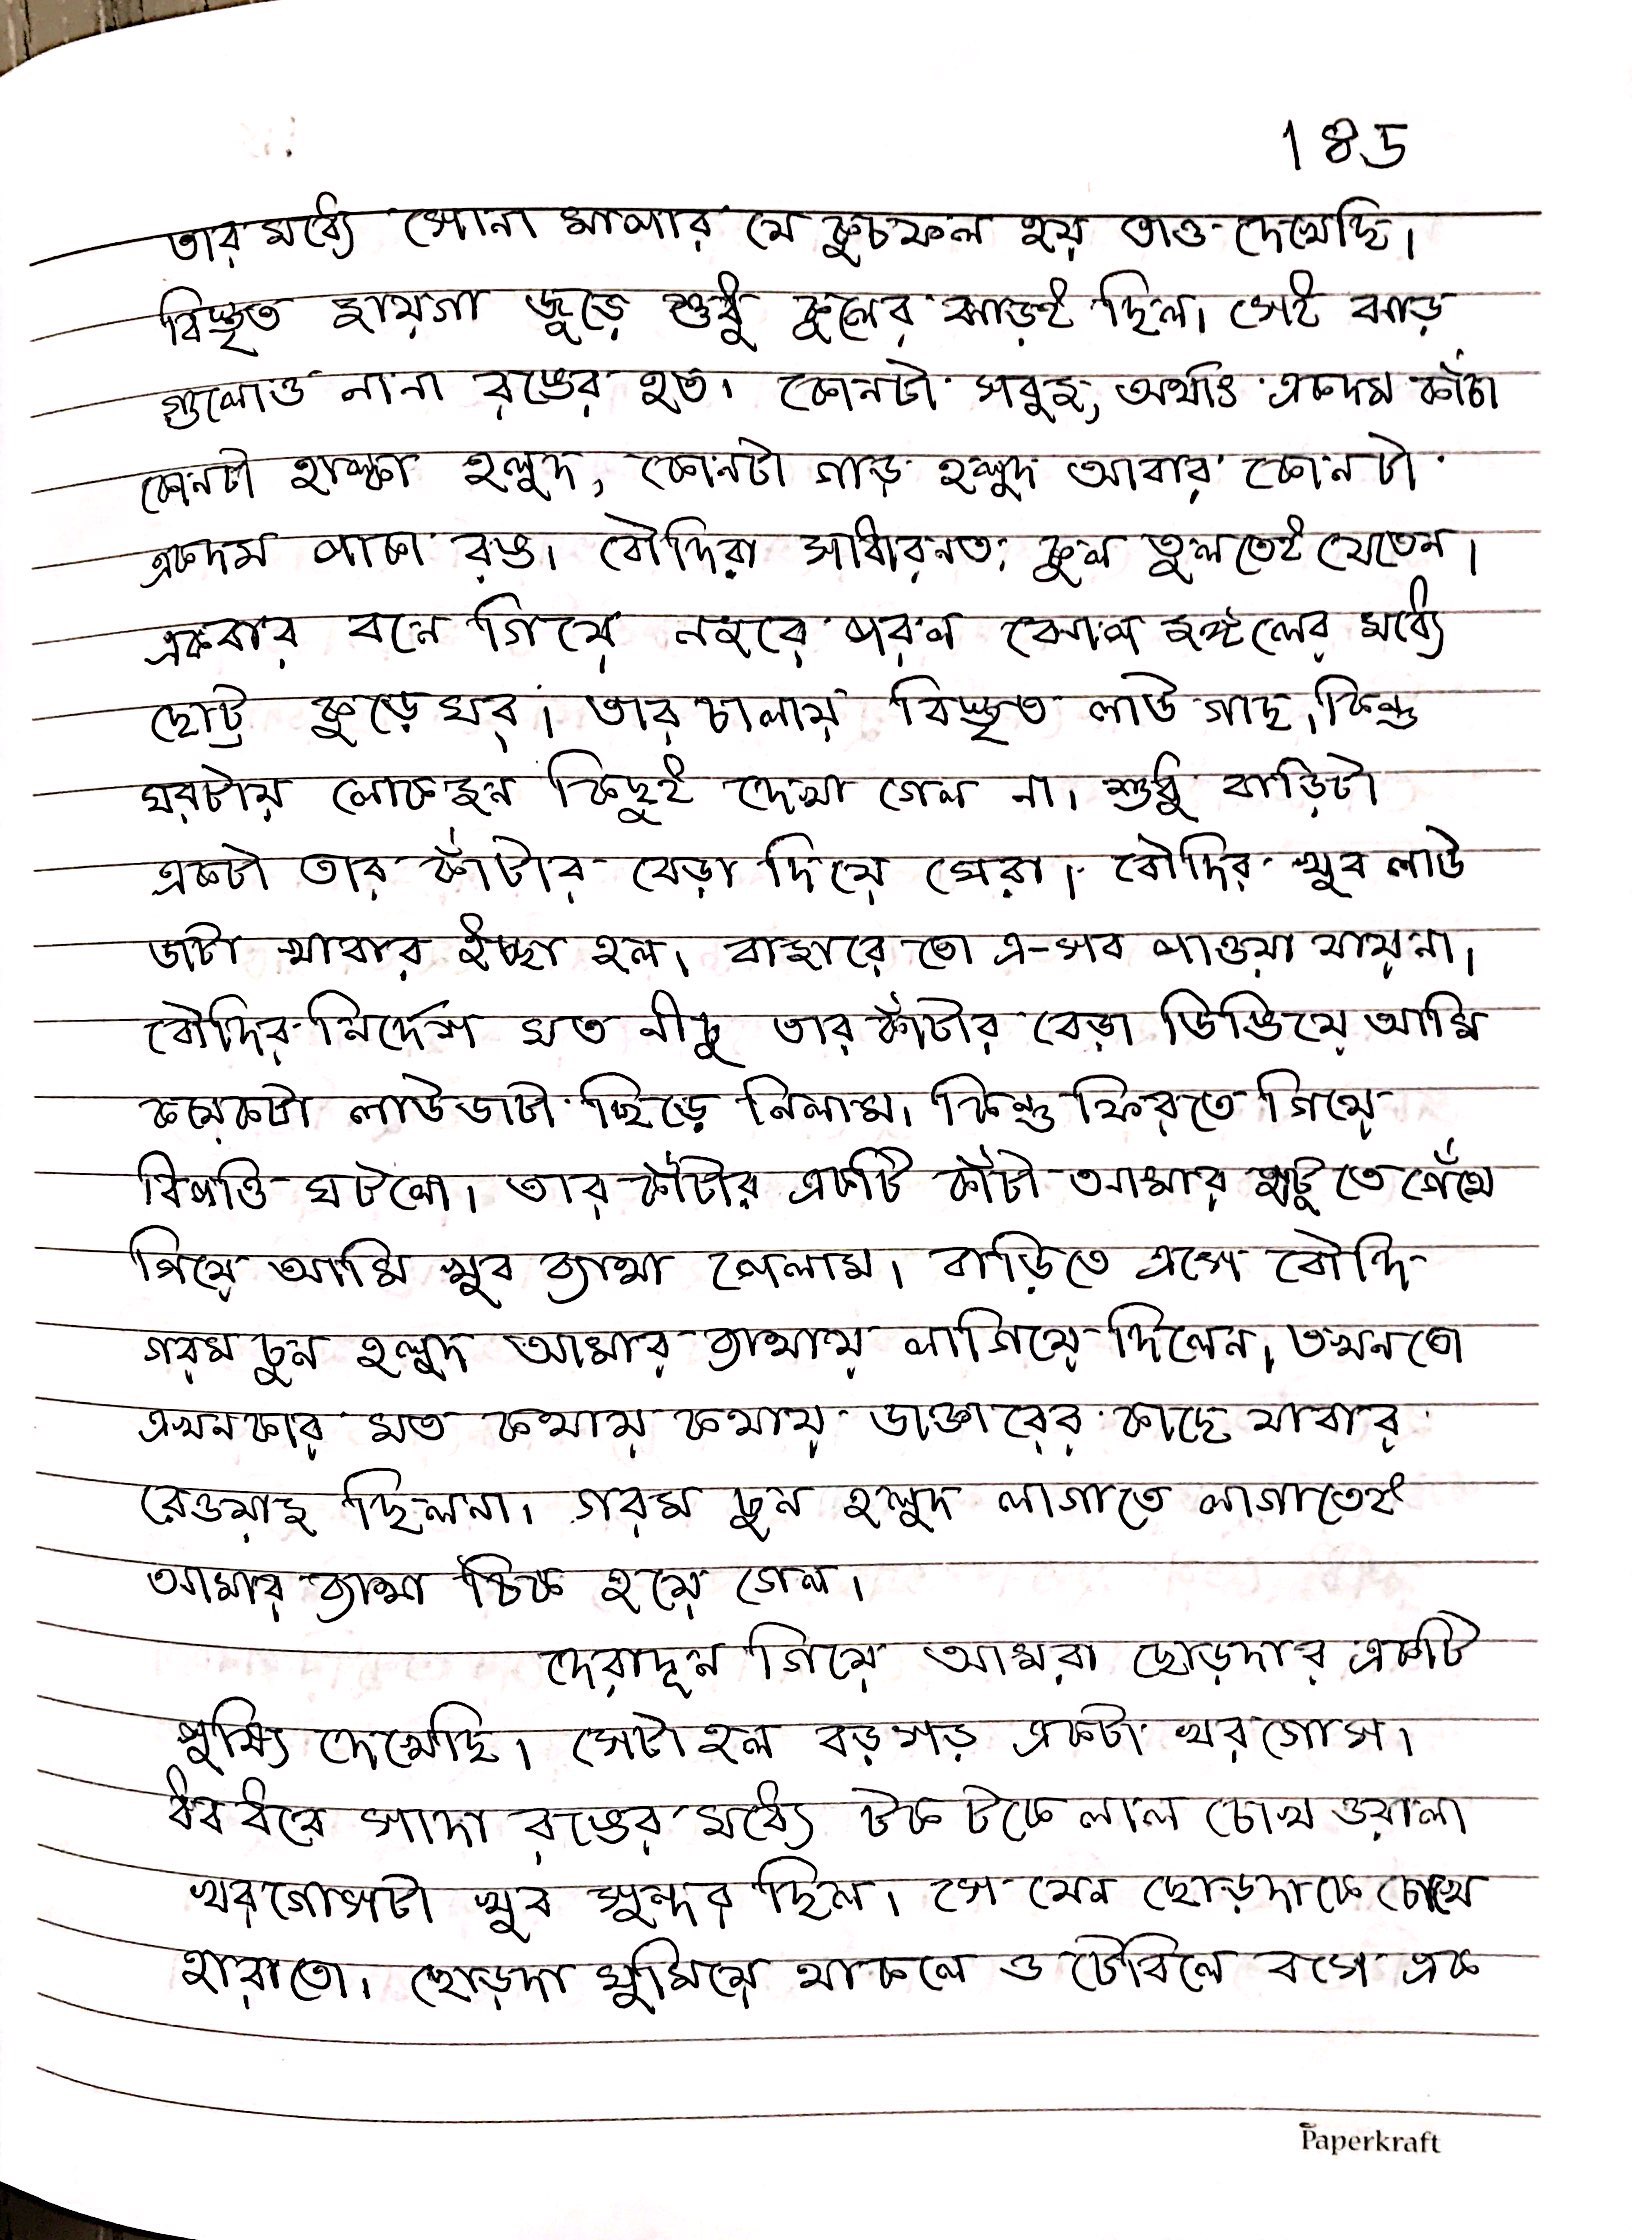 185
তার মধ্যে সোনা মাপার যে কুচফল হয় তাও দেখেছি।
বিস্তৃত জায়গা জুড়ে শুধু কুলের ঝাড়ই ছিল। সেই ঝাড়
গুলোও নানা রঙের হত। কোনটা সবুজ, অর্থাৎ একদম কাঁচা
কোনটা হাল্কা হলুদ, কোনটা গাড় হলুদ আবার কোনটা
একদম পাকা রঙ। বৌদিরা সাধারনত কুল তুলতেই যেতেন।
একবার বনে গিয়ে নজরে পরল ঝোপ জঙ্গলের মধ্যে
ছোট্ট কুড়ে ঘর। তার চালায় বিস্তৃত লাউ গাছ, কিন্তু
ঘরটায় লোকজন কিছুই দেখা গেল না। শুধু বাড়িটা
একটা তার কাঁটার বেড়া দিয়ে ঘেরা। বৌদির খুব লাউ
ডাটা খাবার ইচ্ছা হল। বাজারে তো এ-সব পাওয়া যায়না।
বৌদির নির্দেশ মত নীচু তার কাঁটার বেড়া ডিঙিয়ে আমি
কয়েকটা লাউডাটা ছিড়ে নিলাম। কিন্তু ফিরতে গিয়ে
বিপত্তি ঘটলো। তার কাঁটার একটি কাঁটা আমার হাটু তে গেঁথে
গিয়ে আমি খুব ব্যাথা পেলাম। বাড়িতে এসে বৌদি
গরম চুন হলুদ আমার ব্যাথায় লাগিয়ে দিলেন, তখনতো
এখনকার মত কথায় কথায় ডাক্তারের কাছে যাবার
রেওয়াজ ছিলনা। গরম চুন হলুদ লাগাতে লাগাতেই
আমার ব্যাথা ঠিক হয়ে গেল।
দেরাদূন গিয়ে আমরা ছোড়দার একটি
পুষ্যি দেখেছি। সেটা হল বড়সড় একটা খরগোস।
ধবধবে সাদা রঙের মধ্যে টকটকে লাল চোখ ওয়ালা
খরগোসটা খুব সুন্দর ছিল। সে যেন ছোড়দাকে চোখে
হারাতো। ছোড়দা ঘুমিয়ে থাকলে ও টেবিলে বসে এক
Paperkraft